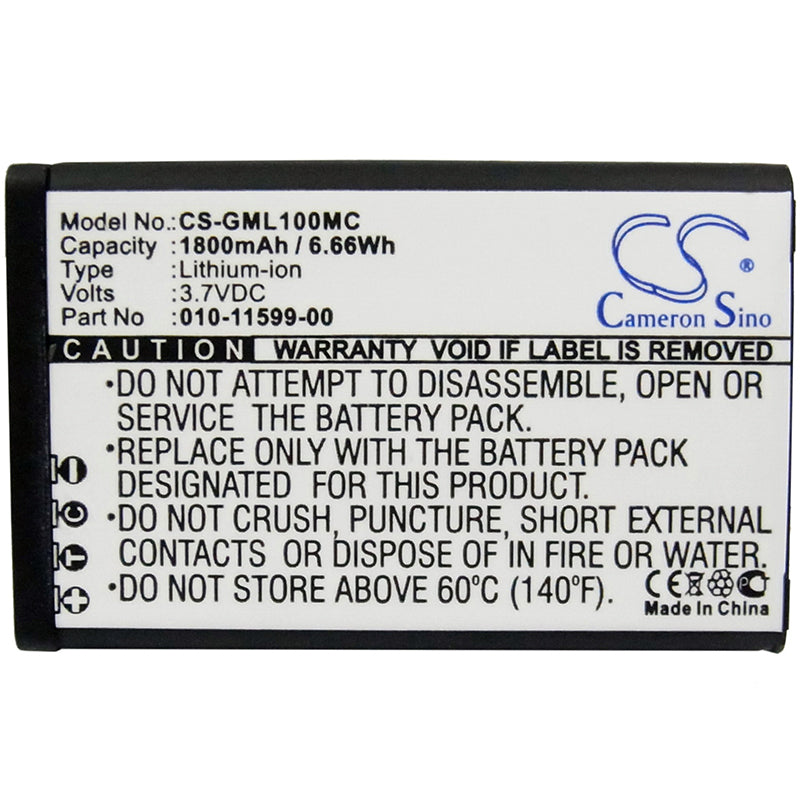 Model No.: CS-GML100MC
Capacity : 1800mAh / 6.66Wh
Type : Lithium-ion
Volts : 3.7VDC
Part No : 010-11599-00
CS ®
Cameron Sino
CAUTION WARRANTY VOID IF LABEL IS REMOVED
•DO NOT ATTEMPT TO DISASSEMBLE, OPEN OR
SERVICE THE BATTERY PACK.
•REPLACE ONLY WITH THE BATTERY PACK
DESIGNATED FOR THIS EQUIPMENT.
•DO NOT CRUSH, PUNCTURE, SHORT EXTERNAL
CONTACTS OR DISPOSE OF IN FIRE OR WATER.
•DO NOT STORE ABOVE 60°C (140°F).
CE
Made In China
I
C
T
+